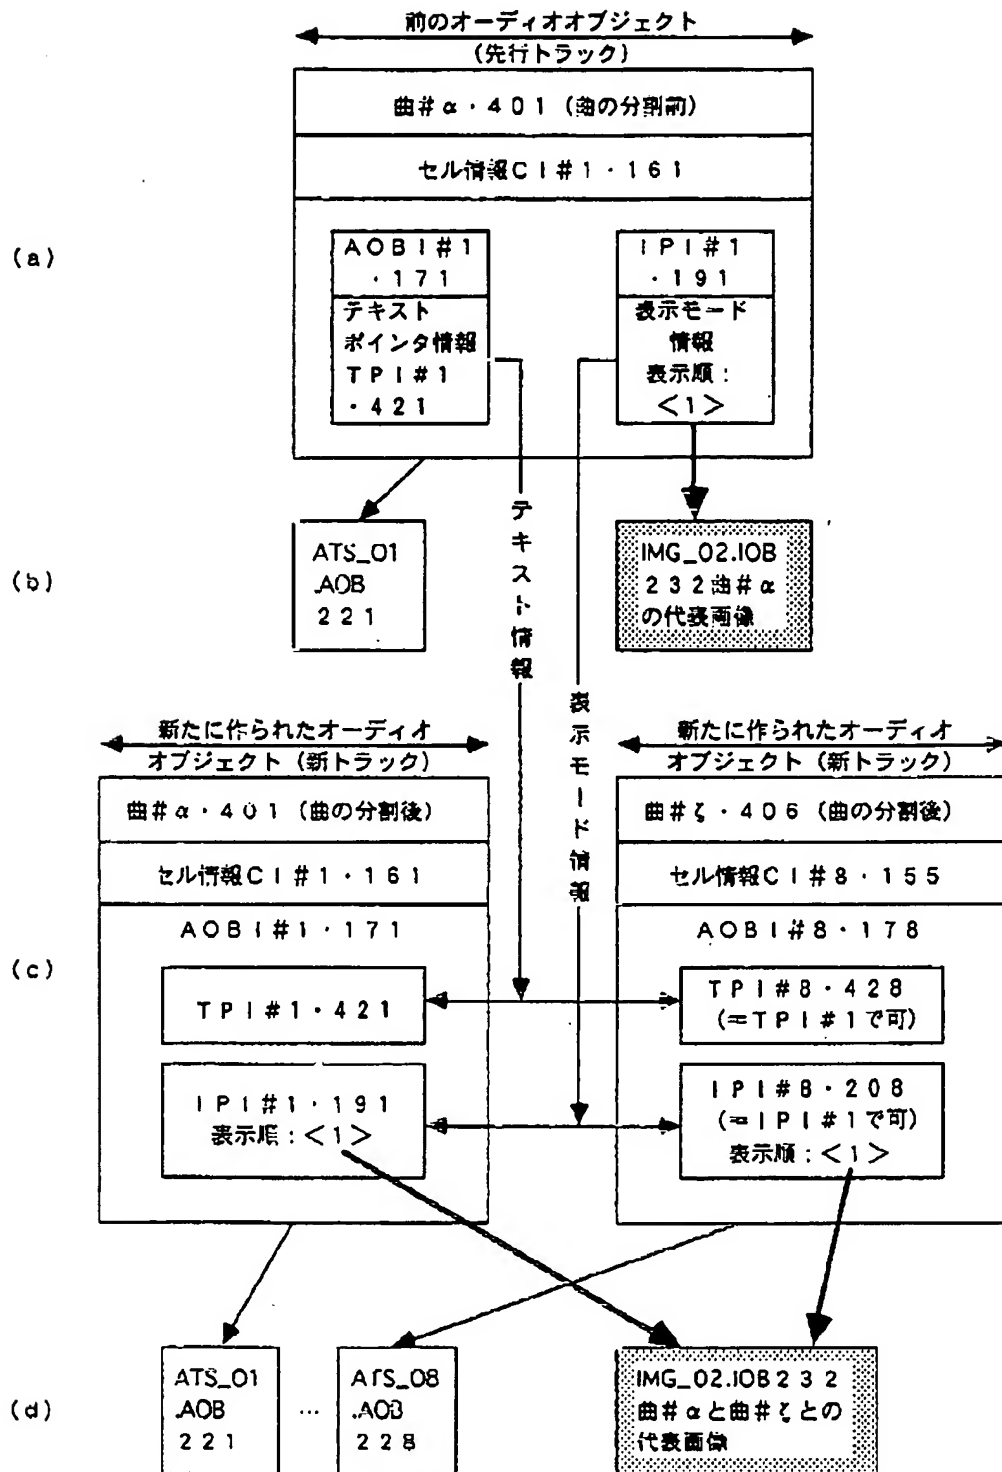 前のオーディオオブジェクト
(先行トラック)
曲#α・401(曲の分割前)
セル情報CI#1・161
(a)
AOBI#1
・171
テキスト
ポインタ情報
TPI#1
・421
IPI#1
・191
表示モード
情報
表示順:
<1>
テキスト情報
表示モード情報
(b)
ATS_01
.AOB
221
IMG_02.IOB
232曲#α
の代表画像
新たに作られたオーディオ
オブジェクト(新トラック)
曲#α・401(曲の分割後)
セル情報CI#1・161
AOBI#1・171
TPI#1・421
IPI#1・191
表示順:<1>
新たに作られたオーディオ
オブジェクト(新トラック)
曲#ζ・406(曲の分割後)
セル情報CI#8・155
AOBI#8・178
TPI#8・428
(=TPI#1で可)
IPI#8・208
(=IPI#1で可)
表示順:<1>
(c)
(d)
ATS_01
.AOB
221
…
ATS_08
.AOB
228
IMG_02.IOB232
曲#αと曲#ζとの
代表画像